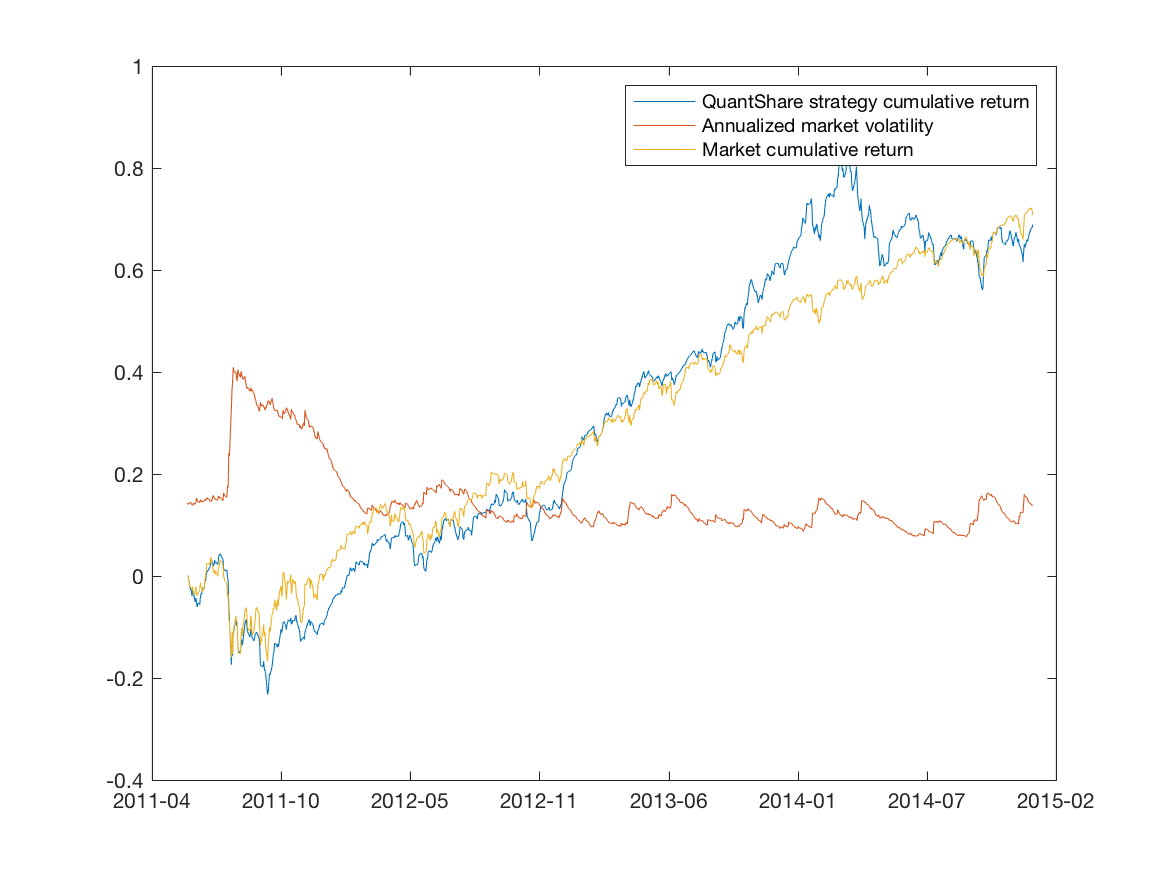 1
0.8
0.6
0.4
0.2
0
-0.2
-0.4
2011-04 2011-10 2012-05 2012-11 2013-06 2014-01 2014-07 2015-02
QuantShare strategy cumulative return
Annualized market volatility
Market cumulative return